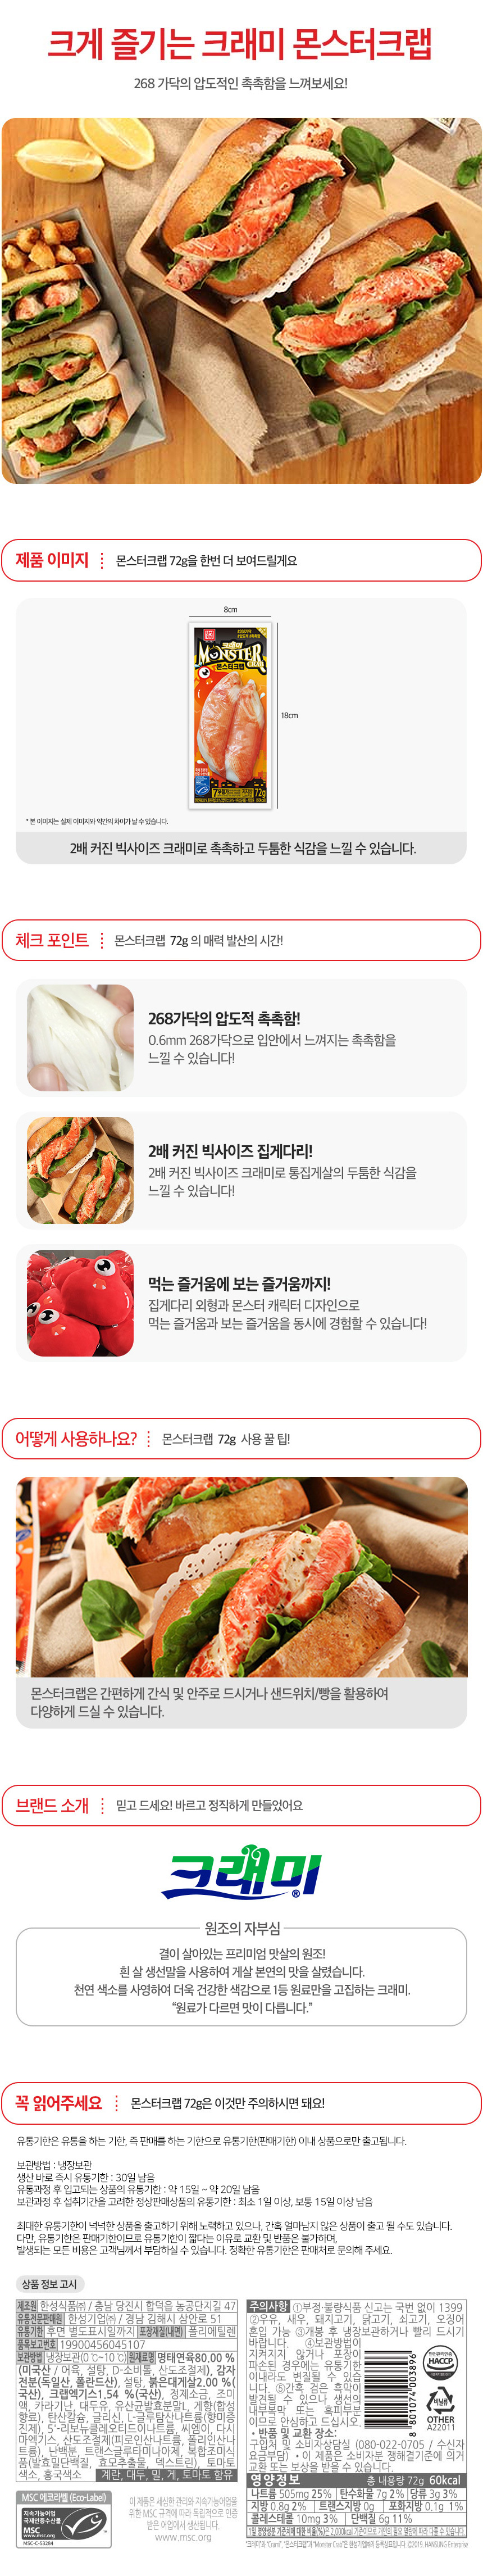 크게 즐기는 크래미 몬스터크랩
268 가닥의 압도적인 촉촉함을 느껴보세요!
제품 이미지
몬스터크랩 72g을 한번 더 보여드릴게요
8cm
크래미
MONSTER
CRAB
몬스터크랩
72g
18cm
* 본 이미지는 실제 이미지와 약간의 차이가 날 수 있습니다.
2배 커진 빅사이즈 크래미로 촉촉하고 두툼한 식감을 느낄 수 있습니다.
체크 포인트
몬스터크랩 72g 의 매력 발산의 시간!
268가닥의 압도적 촉촉함!
0.6mm 268가닥으로 입안에서 느껴지는 촉촉함을
느낄 수 있습니다!
2배 커진 빅사이즈 집게다리!
2배 커진 빅사이즈 크래미로 통집게살의 두툼한 식감을
느낄 수 있습니다!
먹는 즐거움에 보는 즐거움까지!
집게다리 외형과 몬스터 캐릭터 디자인으로
먹는 즐거움과 보는 즐거움을 동시에 경험할 수 있습니다!
어떻게 사용하나요?
몬스터크랩 72g 사용 꿀 팁!
몬스터크랩은 간편하게 간식 및 안주로 드시거나 샌드위치/빵을 활용하여
다양하게 드실 수 있습니다.
브랜드 소개
믿고 드세요! 바르고 정직하게 만들었어요
크래미®
원조의 자부심
결이 살아있는 프리미엄 맛살의 원조!
흰 살 생선말을 사용하여 게살 본연의 맛을 살렸습니다.
천연 색소를 사영하여 더욱 건강한 색감으로 1등 원료만을 고집하는 크래미.
“원료가 다르면 맛이 다릅니다.”
꼭 읽어주세요
몬스터크랩 72g은 이것만 주의하시면 돼요!
유통기한은 유통을 하는 기한, 즉 판매를 하는 기한으로 유통기한(판매기한) 이내 상품으로만 출고됩니다.
보관방법 : 냉장보관
생산 바로 즉시 유통기한 : 30일 남음
유통과정 후 입고되는 상품의 유통기한 : 약 15일 ~ 약 20일 남음
보관과정 후 섭취기간을 고려한 정상판매상품의 유통기한 : 최소 1일 이상, 보통 15일 이상 남음
최대한 유통기한이 넉넉한 상품을 출고하기 위해 노력하고 있으나, 간혹 얼마남지 않은 상품이 출고 될 수도 있습니다.
다만, 유통기한은 판매기한이므로 유통기한이 짧다는 이유로 교환 및 반품은 불가하며,
발생되는 모든 비용은 고객님께서 부담하실 수 있습니다. 정확한 유통기한은 판매처로 문의해 주세요.
상품 정보 고시
제조원 한성식품㈜ / 충남 당진시 합덕읍 농공단지길 47
유통전문판매원 한성기업㈜ / 경남 김해시 삼안로 51
유통기한 후면 별도표시일까지 포장재질(내면) 폴리에틸렌
품목보고번호 19900456045107
보관방법 냉장보관(0 ℃~10 ℃) 원재료명 명태연육80.00 %
(미국산 / 어육, 설탕, D-소비톨, 산도조절제), 감자
전분(독일산, 폴란드산), 설탕, 붉은대게살2.00 %(
국산), 크랩엑기스1.54 %(국산), 정제소금, 조미
액, 카라기난, 대두유, 유산균발효분말L, 게향(합성
향료), 탄산칼슘, 글리신, L-글루탐산나트륨(향미증
진제), 5'-리보뉴클레오티드이나트륨, 씨엠이, 다시
마엑기스, 산도조절제(피로인산나트륨, 폴리인산나
트륨), 난백분, 트랜스글루타미나아제, 복합조미식
품(발효밀단백질, 효모추출물, 덱스트린), 토마토
색소, 홍국색소 계란, 대두, 밀, 게, 토마토 함유
MSC 에코라벨 (Eco-Label)
지속가능어업
국제인증수산물
MSC
www.msc.org
MSC-C-53284
이 제품은 세심한 관리와 지속가능어업을
위한 MSC 규격에 따라 독립적으로 인증
받은 어업에서 생산됩니다.
www.msc.org
주의사항 ①부정·불량식품 신고는 국번 없이 1399
②우유, 새우, 돼지고기, 닭고기, 쇠고기, 오징어
혼입 가능 ③개봉 후 냉장보관하거나 빨리 드시기
바랍니다. ④보관방법이
지켜지지 않거나 포장이
파손된 경우에는 유통기한
이내라도 변질될 수 있습
니다. ⑤간혹 검은 흑막이
발견될 수 있으나 생선의
내부복막 또는 흑피부분
이므로 안심하고 드십시오.
• 반품 및 교환 장소:
구입처 및 소비자상담실 (080-022-0705 / 수신자
요금부담) • 이 제품은 소비자분 쟁해결기준에 의거
교환 또는 보상을 받을 수 있습니다.
8 801074 003896
HACCP
비닐류
OTHER
A22011
영양정보 총 내용량 72g 60kcal
나트륨 505mg 25% 탄수화물 7g 2% 당류 3g 3%
지방 0.8g 2% 트랜스지방 0g 포화지방 0.1g 1%
콜레스테롤 10mg 3% 단백질 6g 11%
1일 영양성분 기준치에 대한 비율(%)은 2,000kcal 기준이므로 개인의 필요 열량에 따라 다를 수 있습니다.
"크래미"와 "Crami", "몬스터크랩"과 "Monster Crab"은 한성기업㈜의 등록상표입니다. ©2019. HANSUNG Enterprise